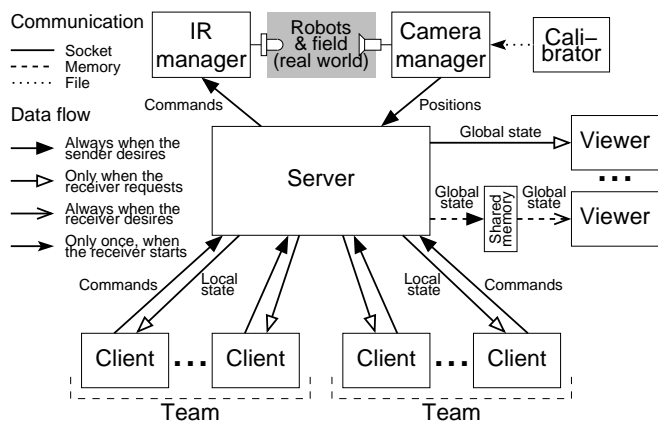 Communication
Socket
Memory
File
Data flow
Always when the
sender desires
Only when the
receiver requests
Always when the
receiver desires
Only once, when
the receiver starts
IR
manager
Robots
& field
(real world)
Camera
manager
Cali–
brator
Commands
Positions
Server
Global state
Viewer
...
Global
state
Shared
memory
Global
state
Viewer
Commands
Local
state
Local
state
Commands
Client
...
Client
Client
...
Client
Team
Team